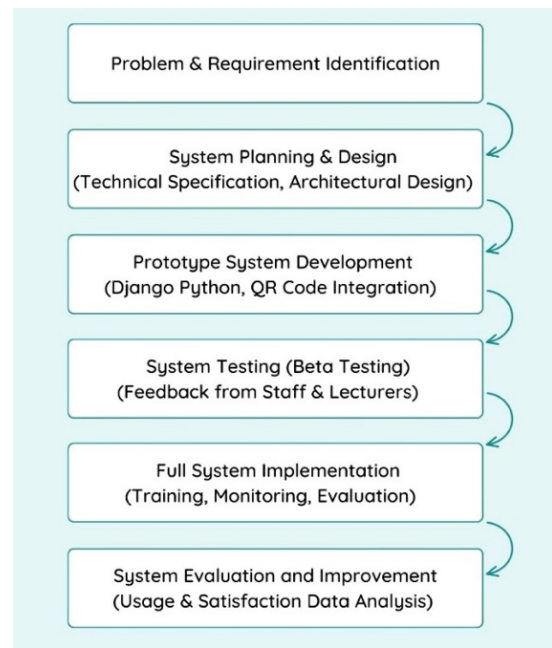 Problem & Requirement Identification
System Planning & Design
(Technical Specification, Architectural Design)
Prototype System Development
(Django Python, QR Code Integration)
System Testing (Beta Testing)
(Feedback from Staff & Lecturers)
Full System Implementation
(Training, Monitoring, Evaluation)
System Evaluation and Improvement
(Usage & Satisfaction Data Analysis)